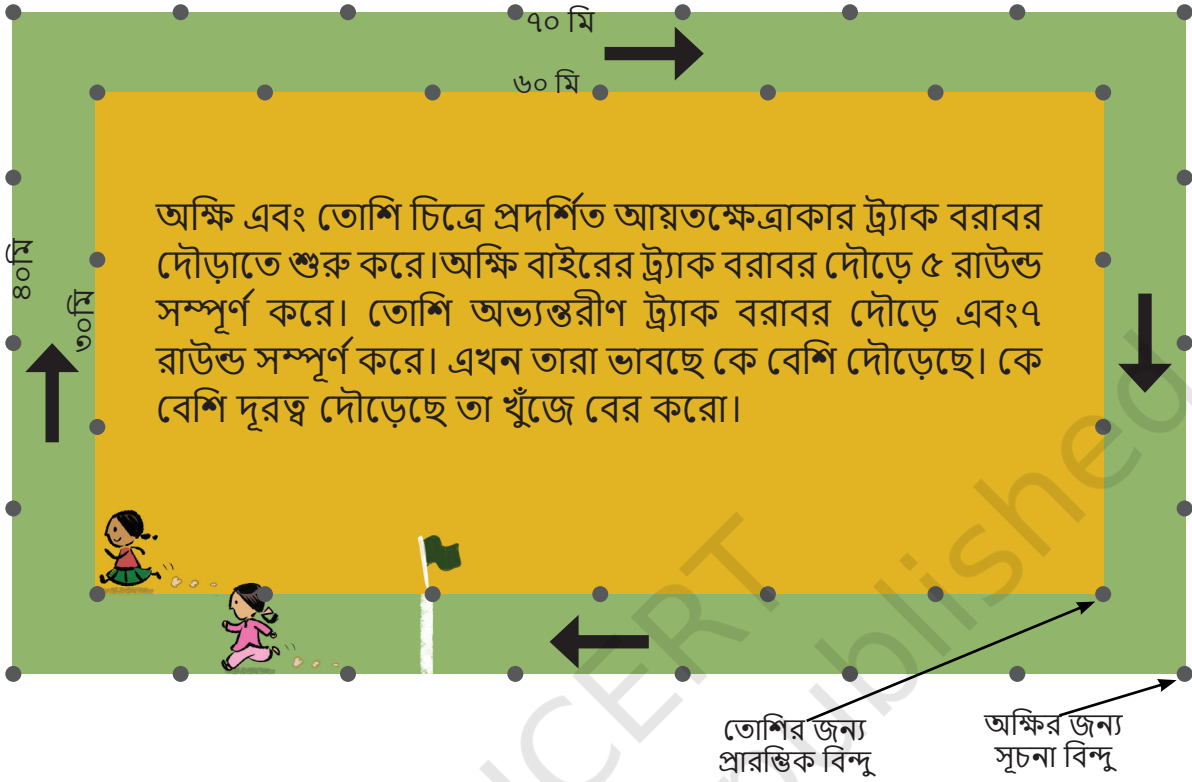 ৭০ মি
৬০ মি
৪০মি
৩০মি
অক্ষি এবং তোশি চিত্রে প্রদর্শিত আয়তক্ষেত্রাকার ট্র্যাক বরাবর
দৌড়াতে শুরু করে।অক্ষি বাইরের ট্র্যাক বরাবর দৌড়ে ৫ রাউন্ড
সম্পূর্ণ করে। তোশি অভ্যন্তরীণ ট্র্যাক বরাবর দৌড়ে এবং৭
রাউন্ড সম্পূর্ণ করে। এখন তারা ভাবছে কে বেশি দৌড়েছে। কে
বেশি দূরত্ব দৌড়েছে তা খুঁজে বের করো।
তোশির জন্য
প্রারম্ভিক বিন্দু
অক্ষির জন্য
সূচনা বিন্দু